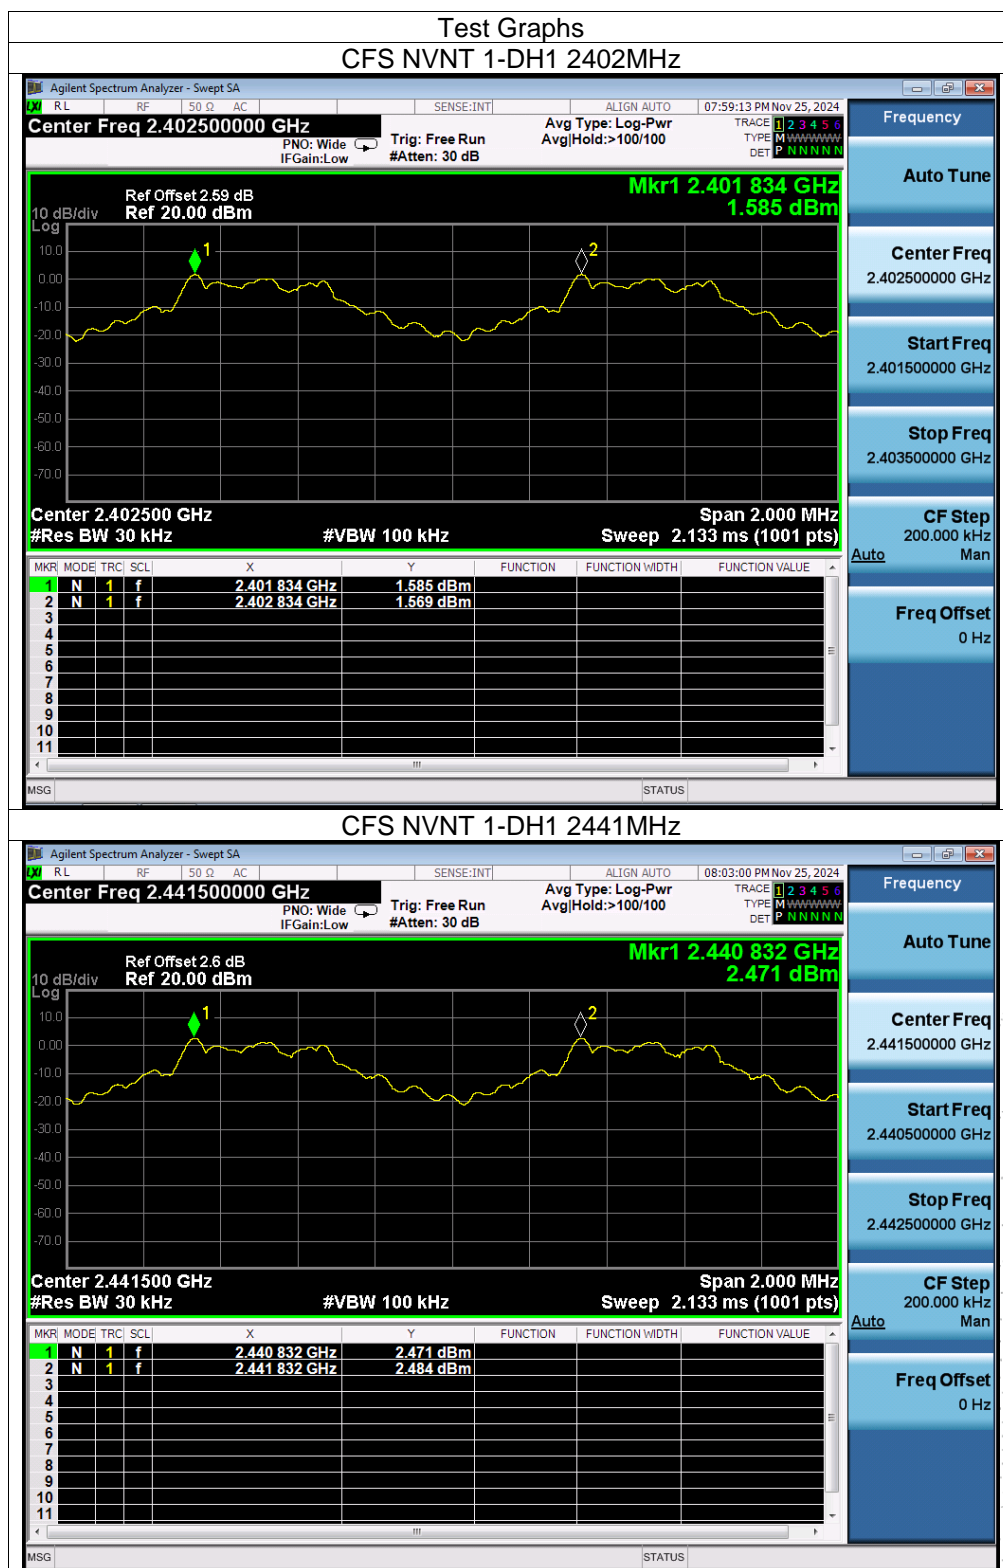 Test Graphs
CFS NVNT 1-DH1 2402MHz
Agilent Spectrum Analyzer - Swept SA
LXI RL RF 50 Ω AC SENSE:INT ALIGN AUTO 07:59:13 PM Nov 25, 2024
Center Freq 2.402500000 GHz
PNO: Wide
IFGain:Low
Trig: Free Run
#Atten: 30 dB
Avg Type: Log-Pwr
Avg|Hold:>100/100
TRACE 1 2 3 4 5 6
TYPE M WWWWW
DET P N N N N N
Frequency
Auto Tune
Center Freq
2.402500000 GHz
Start Freq
2.401500000 GHz
Stop Freq
2.403500000 GHz
CF Step
200.000 kHz
Auto Man
Freq Offset
0 Hz
Mkr1 2.401 834 GHz
1.585 dBm
Ref Offset 2.59 dB
10 dB/div Ref 20.00 dBm
Log
10.0
0.00
-10.0
-20.0
-30.0
-40.0
-50.0
-60.0
-70.0
1
2
Center 2.402500 GHz Span 2.000 MHz
#Res BW 30 kHz #VBW 100 kHz Sweep 2.133 ms (1001 pts)
MKR MODE TRC SCL X Y FUNCTION FUNCTION WIDTH FUNCTION VALUE
1 N 1 f 2.401 834 GHz 1.585 dBm
2 N 1 f 2.402 834 GHz 1.569 dBm
3
4
5
6
7
8
9
10
11
MSG STATUS
CFS NVNT 1-DH1 2441MHz
Agilent Spectrum Analyzer - Swept SA
LXI RL RF 50 Ω AC SENSE:INT ALIGN AUTO 08:03:00 PM Nov 25, 2024
Center Freq 2.441500000 GHz
PNO: Wide
IFGain:Low
Trig: Free Run
#Atten: 30 dB
Avg Type: Log-Pwr
Avg|Hold:>100/100
TRACE 1 2 3 4 5 6
TYPE M WWWWW
DET P N N N N N
Frequency
Auto Tune
Center Freq
2.441500000 GHz
Start Freq
2.440500000 GHz
Stop Freq
2.442500000 GHz
CF Step
200.000 kHz
Auto Man
Freq Offset
0 Hz
Mkr1 2.440 832 GHz
2.471 dBm
Ref Offset 2.6 dB
10 dB/div Ref 20.00 dBm
Log
10.0
0.00
-10.0
-20.0
-30.0
-40.0
-50.0
-60.0
-70.0
1
2
Center 2.441500 GHz Span 2.000 MHz
#Res BW 30 kHz #VBW 100 kHz Sweep 2.133 ms (1001 pts)
MKR MODE TRC SCL X Y FUNCTION FUNCTION WIDTH FUNCTION VALUE
1 N 1 f 2.440 832 GHz 2.471 dBm
2 N 1 f 2.441 832 GHz 2.484 dBm
3
4
5
6
7
8
9
10
11
MSG STATUS